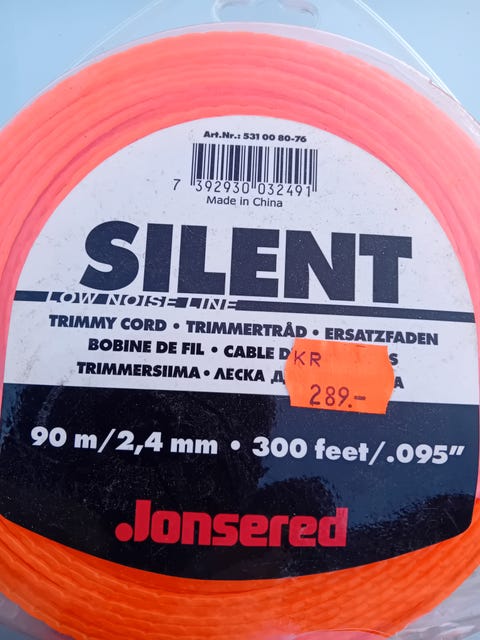 Art.Nr.: 531 00 80-76
7 392930 032491
Made in China
SILENT
LOW NOISE LINE
TRIMMY CORD • TRIMMERTRÅD • ERSATZFADEN
BOBINE DE FIL • CABLE
TRIMMERSIIMA • ЛЕСКА
KR
289.-
90 m/2,4 mm • 300 feet/.095”
Jonsered